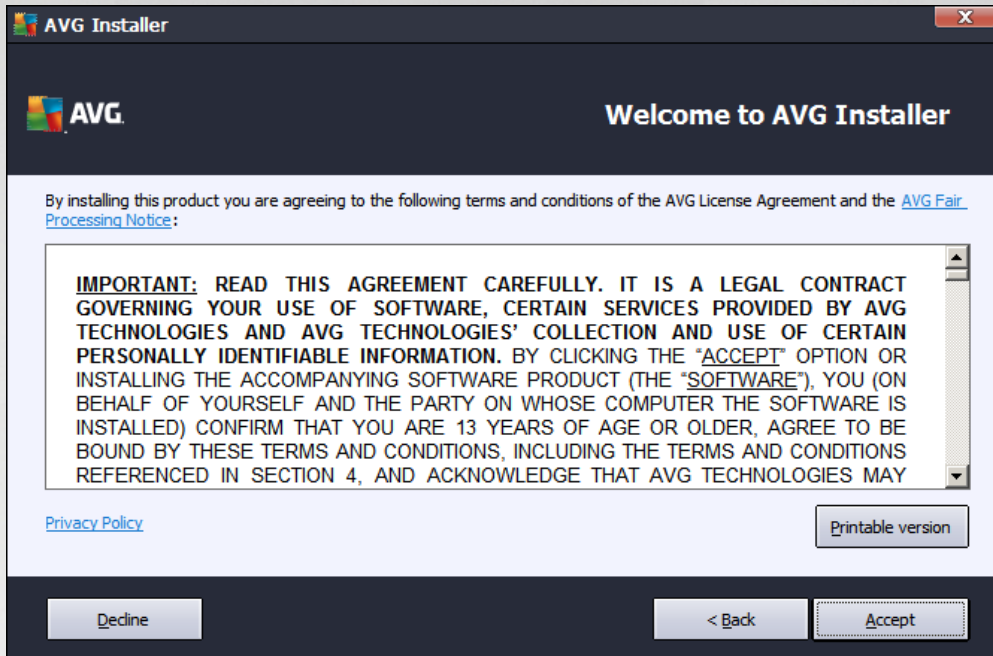 AVG Installer
X
AVG.
Welcome to AVG Installer
By installing this product you are agreeing to the following terms and conditions of the AVG License Agreement and the AVG Fair
Processing Notice:
IMPORTANT: READ THIS AGREEMENT CAREFULLY. IT IS A LEGAL CONTRACT
GOVERNING YOUR USE OF SOFTWARE, CERTAIN SERVICES PROVIDED BY AVG
TECHNOLOGIES AND AVG TECHNOLOGIES’ COLLECTION AND USE OF CERTAIN
PERSONALLY IDENTIFIABLE INFORMATION. BY CLICKING THE “ACCEPT” OPTION OR
INSTALLING THE ACCOMPANYING SOFTWARE PRODUCT (THE “SOFTWARE”), YOU (ON
BEHALF OF YOURSELF AND THE PARTY ON WHOSE COMPUTER THE SOFTWARE IS
INSTALLED) CONFIRM THAT YOU ARE 13 YEARS OF AGE OR OLDER, AGREE TO BE
BOUND BY THESE TERMS AND CONDITIONS, INCLUDING THE TERMS AND CONDITIONS
REFERENCED IN SECTION 4, AND ACKNOWLEDGE THAT AVG TECHNOLOGIES MAY
Privacy Policy
Printable version
Decline
< Back
Accept